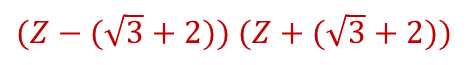 (Z − (√3 + 2)) (Z + (√3 + 2))